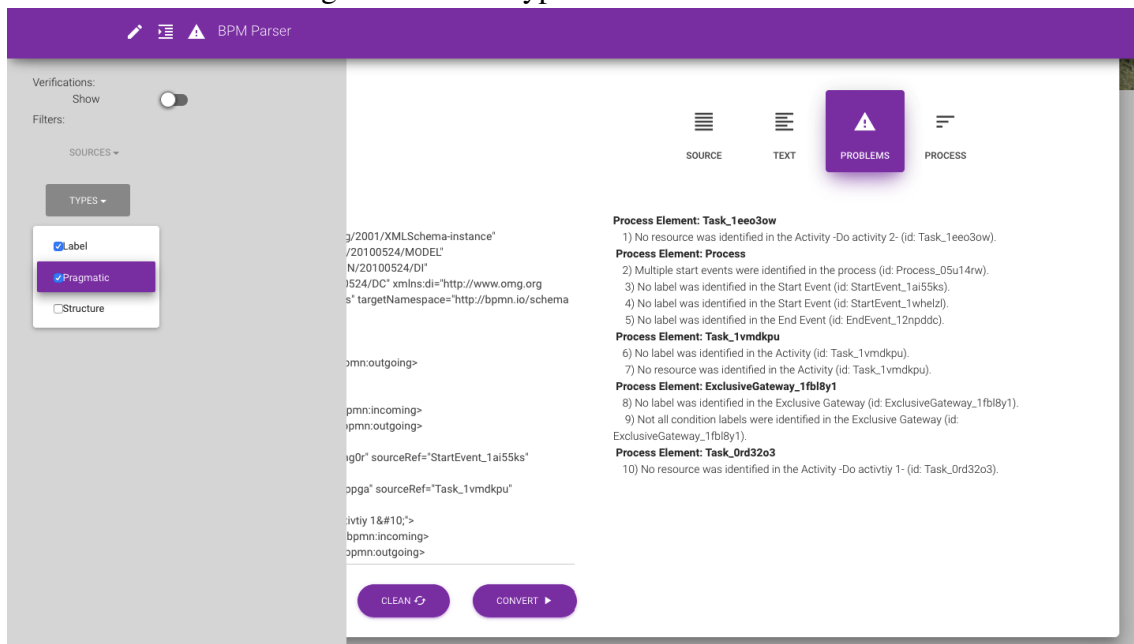 BPM Parser
Verifications:
Show
Filters:
SOURCES
TYPES
Label
Pragmatic
Structure
SOURCE
TEXT
PROBLEMS
PROCESS
g/2001/XMLSchema-instance"
/20100524/MODEL"
N/20100524/DI"
)524/DC" xmlns:di="http://www.omg.org
s" targetNamespace="http://bpmn.io/schema
omn:outgoing>
pmn:incoming>
pmn:outgoing>
ng0r" sourceRef="StartEvent_1ai55ks"
opga" sourceRef="Task_1vmdkpu"
ivtiy 1&#10;">
bpmn:incoming>
bpmn:outgoing>
CLEAN
CONVERT
Process Element: Task_1eeo3ow
1) No resource was identified in the Activity -Do activity 2- (id: Task_1eeo3ow).
Process Element: Process
2) Multiple start events were identified in the process (id: Process_05u14rw).
3) No label was identified in the Start Event (id: StartEvent_1ai55ks).
4) No label was identified in the Start Event (id: StartEvent_1whelzl).
5) No label was identified in the End Event (id: EndEvent_12npddc).
Process Element: Task_1vmdkpu
6) No label was identified in the Activity (id: Task_1vmdkpu).
7) No resource was identified in the Activity (id: Task_1vmdkpu).
Process Element: ExclusiveGateway_1fbl8y1
8) No label was identified in the Exclusive Gateway (id: ExclusiveGateway_1fbl8y1).
9) Not all condition labels were identified in the Exclusive Gateway (id:
ExclusiveGateway_1fbl8y1).
Process Element: Task_0rd32o3
10) No resource was identified in the Activity -Do activtiy 1- (id: Task_0rd32o3).